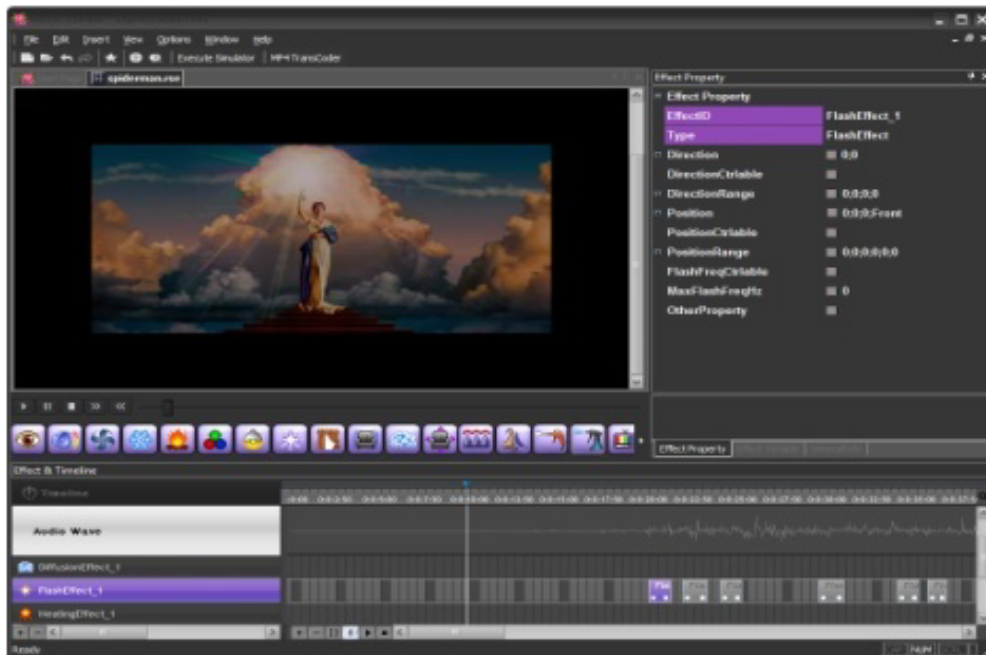 File Edit Insert View Options Window Help
Execute Simulator MP4 TransCoder
Start Page spiderman.rse
Effect Property
Effect Property
EffectID FlashEffect_1
Type FlashEffect
Direction 0;0
DirectionCtrlable
DirectionRange 0;0;0;0
Position 0;0;0;Front
PositionCtrlable
PositionRange 0;0;0;0;0;0
FlashFreqCtrlable
MaxFlashFreqHz 0
OtherProperty
Effect Property
Effect & Timeline
Timeline
Audio Wave
DiffusionEffect_1
FlashEffect_1
HeatingEffect_1
Ready
NUM